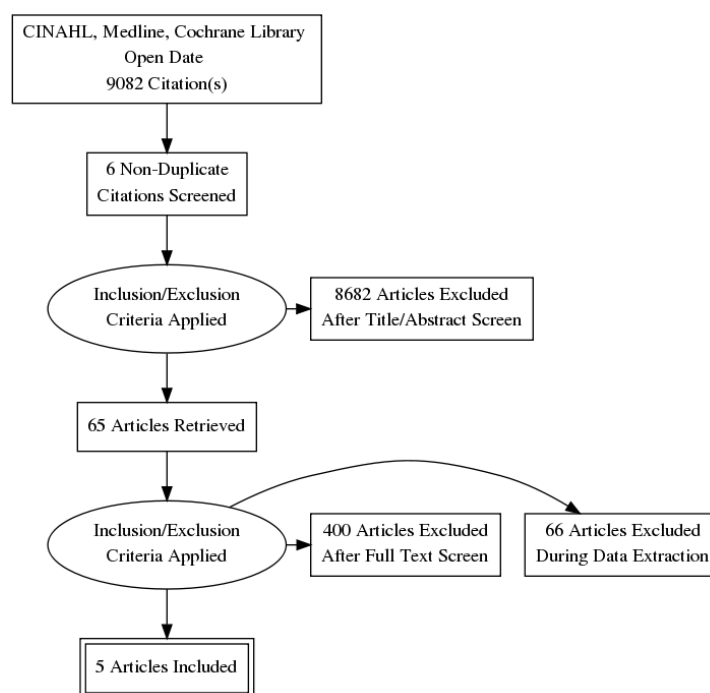 CINAHL, Medline, Cochrane Library
Open Date
9082 Citation(s)
6 Non-Duplicate
Citations Screened
Inclusion/Exclusion
Criteria Applied
8682 Articles Excluded
After Title/Abstract Screen
65 Articles Retrieved
Inclusion/Exclusion
Criteria Applied
400 Articles Excluded
After Full Text Screen
66 Articles Excluded
During Data Extraction
5 Articles Included